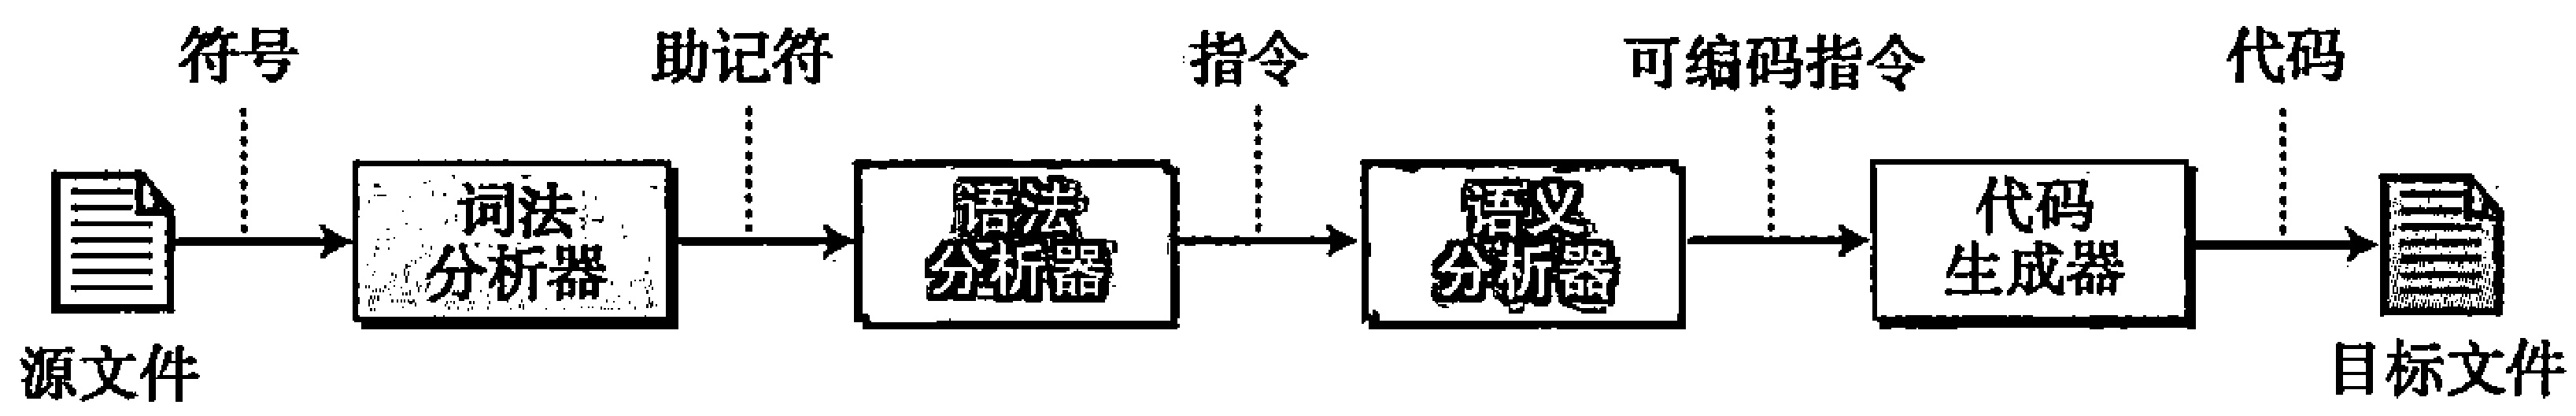 符号
助记符
指令
可编码指令
代码
词法
分析器
语法
分析器
语义
分析器
代码
生成器
源文件
目标文件